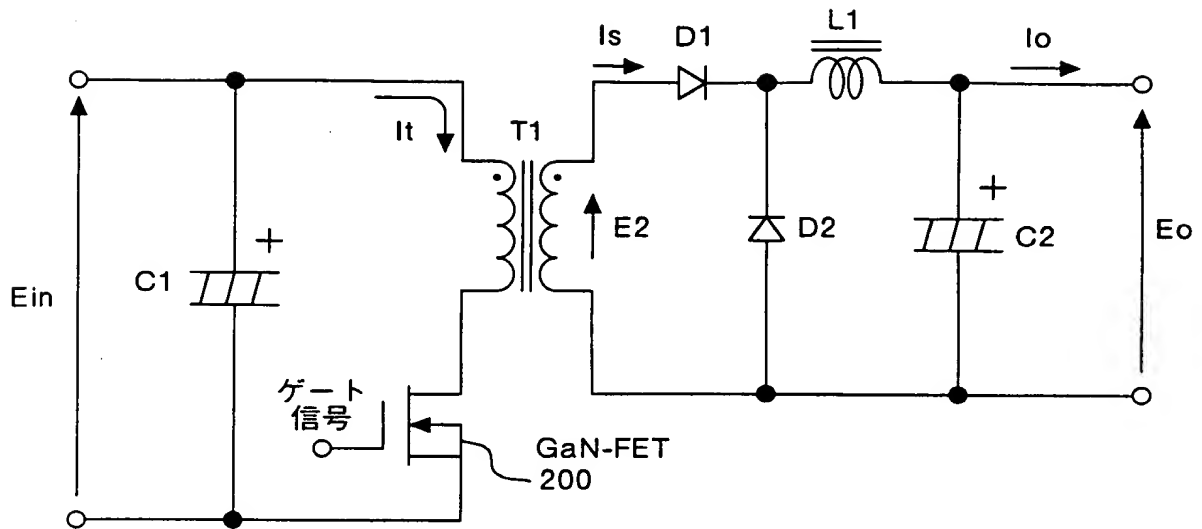 L1
Is
D1
Io
It
T1
+
+
E2
D2
C2
Eo
C1
Ein
ゲート
信号
GaN-FET
200